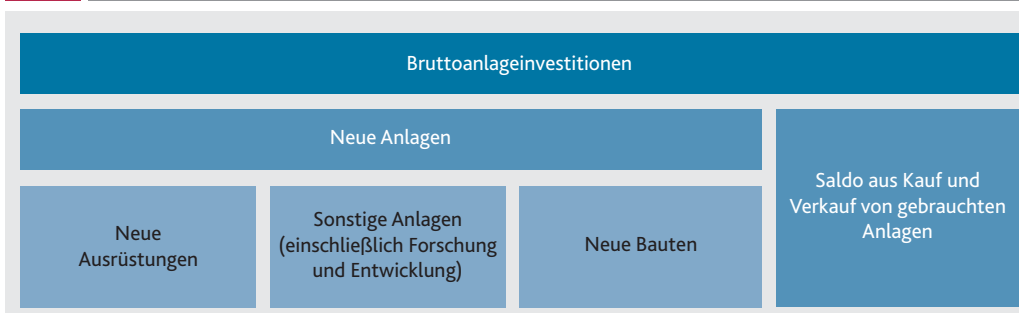 Bruttoanlageinvestitionen
Neue Anlagen
Saldo aus Kauf und
Verkauf von gebrauchten
Anlagen
Neue
Ausrüstungen
Sonstige Anlagen
(einschließlich Forschung
und Entwicklung)
Neue Bauten